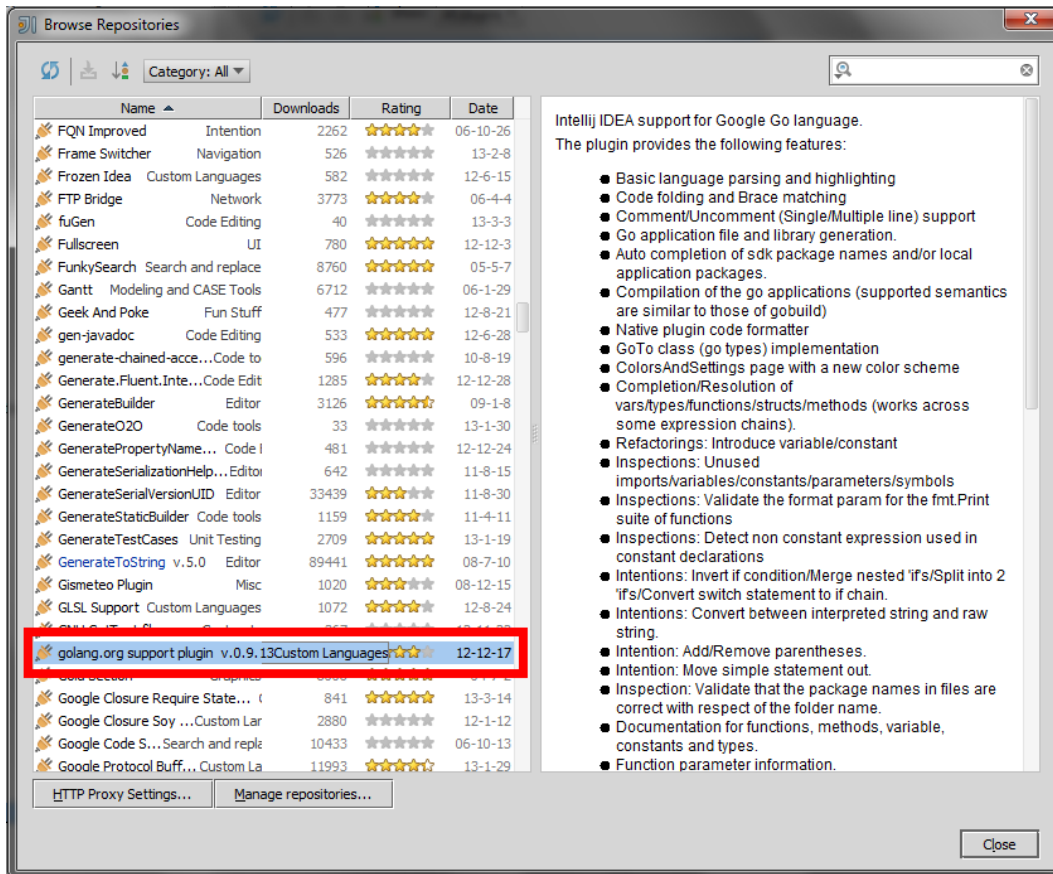 Browse Repositories
Category: All
Name Downloads Rating Date
FQN Improved Intention 2262 06-10-26
Frame Switcher Navigation 526 13-2-8
Frozen Idea Custom Languages 582 12-6-15
FTP Bridge Network 3773 06-4-4
fuGen Code Editing 40 13-3-3
Fullscreen UI 780 12-12-3
FunkySearch Search and replace 8760 05-5-7
Gantt Modeling and CASE Tools 6712 06-1-29
Geek And Poke Fun Stuff 477 12-8-21
gen-javadoc Code Editing 533 12-6-28
generate-chained-acce...Code to 596 10-8-19
Generate.Fluent.Inte...Code Edit 1285 12-12-28
GenerateBuilder Editor 3126 09-1-8
GenerateO2O Code tools 33 13-1-30
GeneratePropertyName... Code 481 12-12-24
GenerateSerializationHelp...Editor 642 11-8-15
GenerateSerialVersionUID Editor 33439 11-8-30
GenerateStaticBuilder Code tools 1159 11-4-11
GenerateTestCases Unit Testing 2709 13-1-19
GenerateToString v.5.0 Editor 89441 08-7-10
Gismeteo Plugin Misc 1020 08-12-15
GLSL Support Custom Languages 1072 12-8-24
golang.org support plugin v.0.9.13Custom Languages 12-12-17
Google Closure Require State... 841 13-3-14
Google Closure Soy ...Custom Lar 2880 12-1-12
Google Code S...Search and repla 10433 06-10-13
Google Protocol Buff... Custom La 11993 13-1-29
HTTP Proxy Settings...
Manage repositories...
Intellij IDEA support for Google Go language.
The plugin provides the following features:
Basic language parsing and highlighting
Code folding and Brace matching
Comment/Uncomment (Single/Multiple line) support
Go application file and library generation.
Auto completion of sdk package names and/or local
application packages.
Compilation of the go applications (supported semantics
are similar to those of gobuild)
Native plugin code formatter
GoTo class (go types) implementation
ColorsAndSettings page with a new color scheme
Completion/Resolution of
vars/types/functions/structs/methods (works across
some expression chains).
Refactorings: Introduce variable/constant
Inspections: Unused
imports/variables/constants/parameters/symbols
Inspections: Validate the format param for the fmt.Print
suite of functions
Inspections: Detect non constant expression used in
constant declarations
Intentions: Invert if condition/Merge nested 'if's/Split into 2
'if's/Convert switch statement to if chain.
Intentions: Convert between interpreted string and raw
string.
Intention: Add/Remove parentheses.
Intention: Move simple statement out.
Inspection: Validate that the package names in files are
correct with respect of the folder name.
Documentation for functions, methods, variable,
constants and types.
Function parameter information.
Close